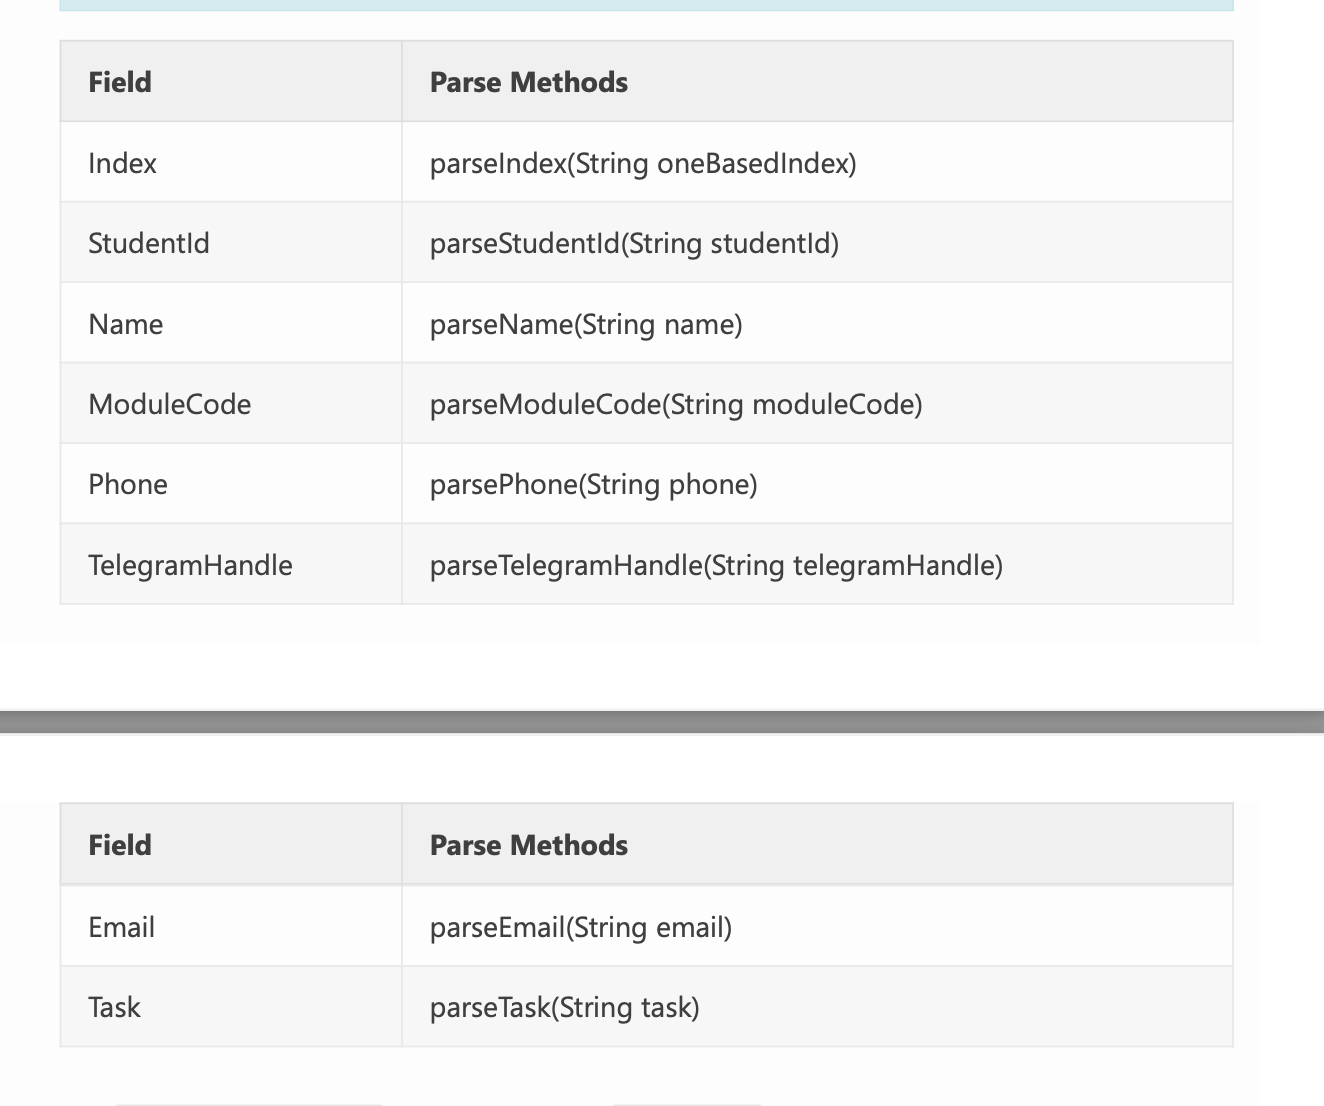 Field Parse Methods
Index parseIndex(String oneBasedIndex)
StudentId parseStudentId(String studentId)
Name parseName(String name)
ModuleCode parseModuleCode(String moduleCode)
Phone parsePhone(String phone)
TelegramHandle parseTelegramHandle(String telegramHandle)
Field Parse Methods
Email parseEmail(String email)
Task parseTask(String task)